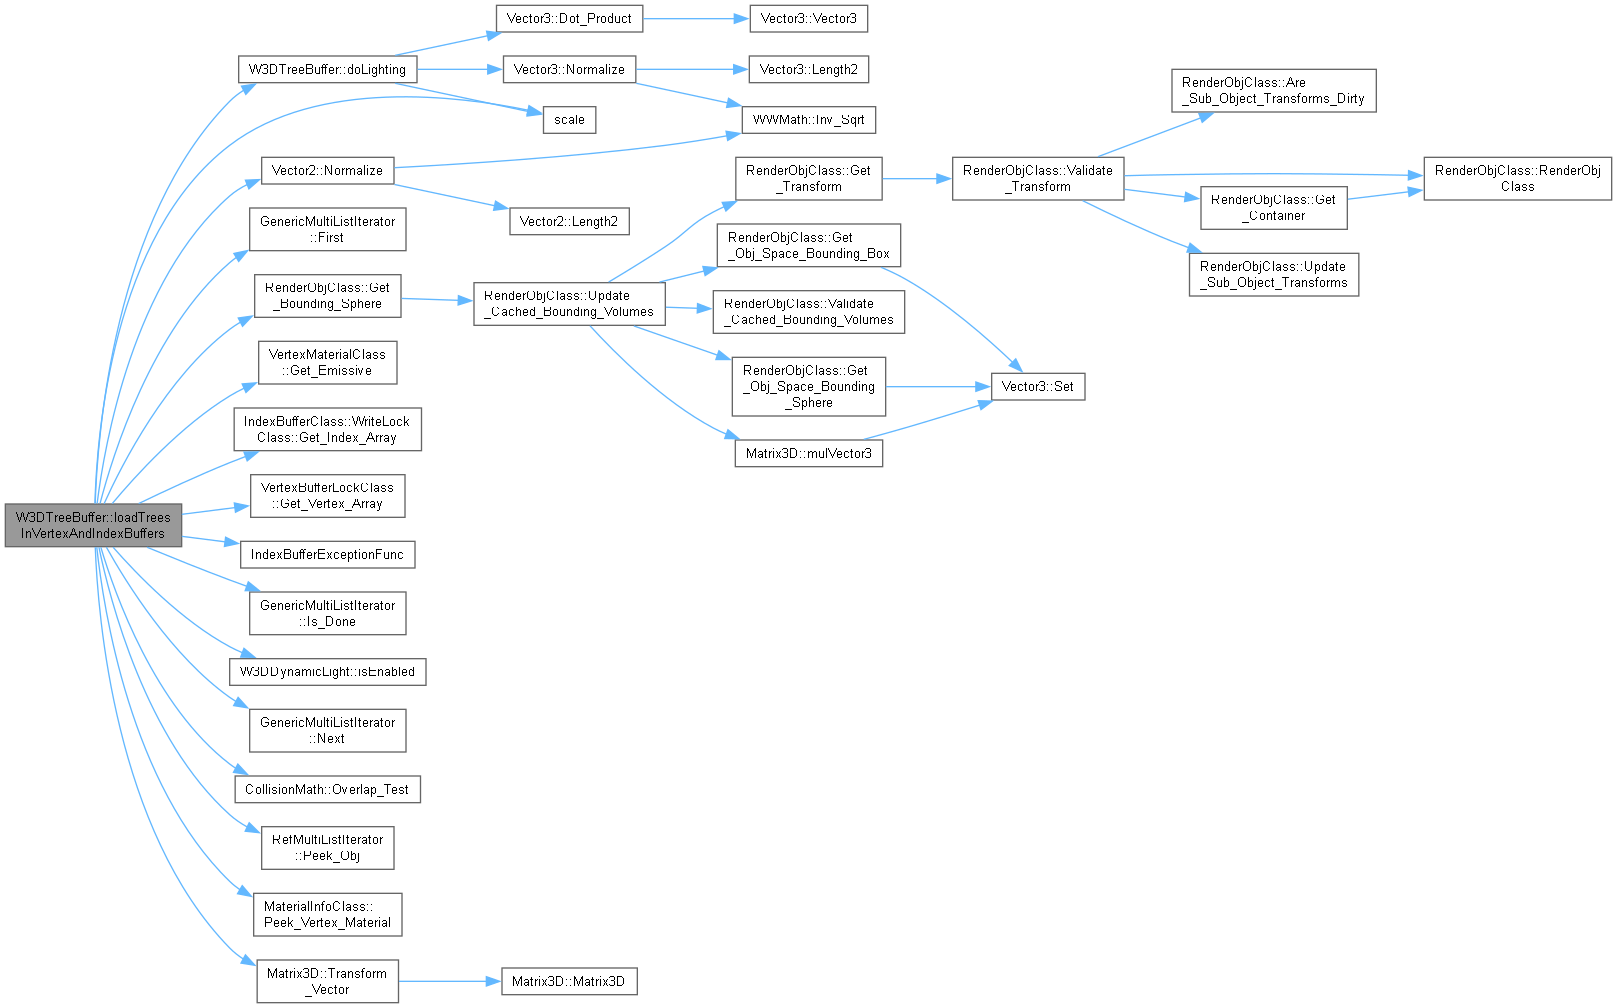 W3DTreeBuffer::loadTrees
InVertexAndIndexBuffers
W3DTreeBuffer::doLighting
Vector3::Dot_Product
Vector3::Vector3
Vector3::Normalize
Vector3::Length2
WWMath::Inv_Sqrt
scale
Vector2::Normalize
Vector2::Length2
GenericMultiListIterator
::First
RenderObjClass::Get
_Bounding_Sphere
RenderObjClass::Update
_Cached_Bounding_Volumes
RenderObjClass::Get
_Transform
RenderObjClass::Validate
_Transform
RenderObjClass::Are
_Sub_Object_Transforms_Dirty
RenderObjClass::RenderObj
Class
RenderObjClass::Get
_Container
RenderObjClass::Update
_Sub_Object_Transforms
RenderObjClass::Get
_Obj_Space_Bounding_Box
RenderObjClass::Validate
_Cached_Bounding_Volumes
RenderObjClass::Get
_Obj_Space_Bounding
_Sphere
Vector3::Set
Matrix3D::mulVector3
VertexMaterialClass
::Get_Emissive
IndexBufferClass::WriteLock
Class::Get_Index_Array
VertexBufferLockClass
::Get_Vertex_Array
IndexBufferExceptionFunc
GenericMultiListIterator
::Is_Done
W3DDynamicLight::isEnabled
GenericMultiListIterator
::Next
CollisionMath::Overlap_Test
RefMultiListIterator
::Peek_Obj
MaterialInfoClass::
Peek_Vertex_Material
Matrix3D::Transform
_Vector
Matrix3D::Matrix3D